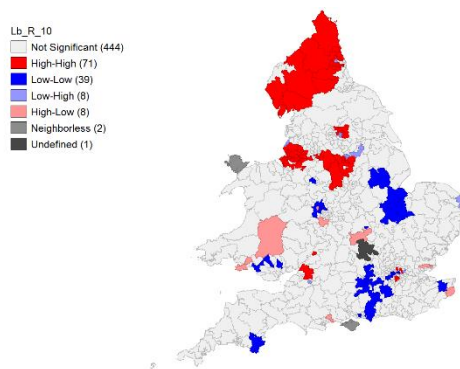 Lb_R_10
Not Significant (444)
High-High (71)
Low-Low (39)
Low-High (8)
High-Low (8)
Neighborless (2)
Undefined (1)